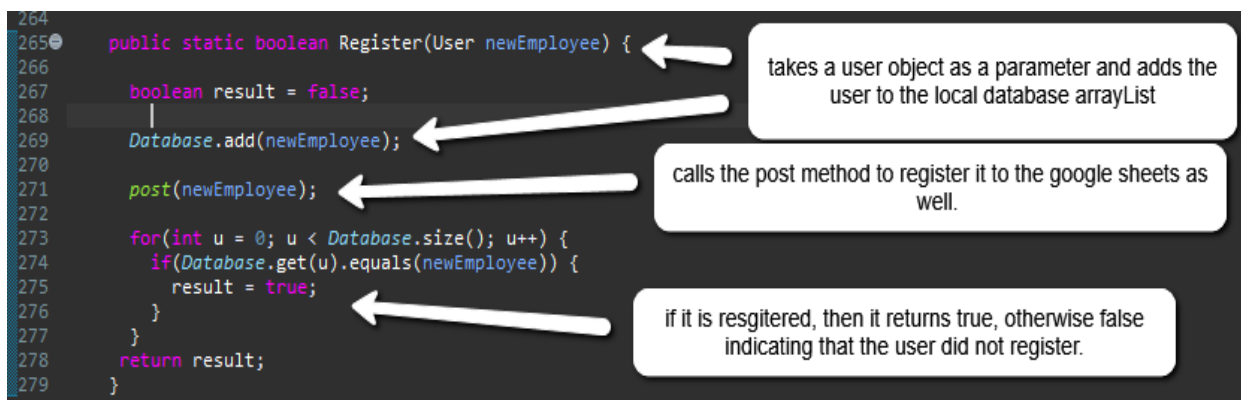 264
265 public static boolean Register(User newEmployee) {
takes a user object as a parameter and adds the
user to the local database arrayList
266
267 boolean result = false;
268
269 Database.add(newEmployee);
270
calls the post method to register it to the google sheets as
well.
271 post(newEmployee);
272
273 for(int u = 0; u < Database.size(); u++) {
274 if(Database.get(u).equals(newEmployee)) {
275 result = true;
276 }
if it is resgitered, then it returns true, otherwise false
indicating that the user did not register.
277 }
278 return result;
279 }